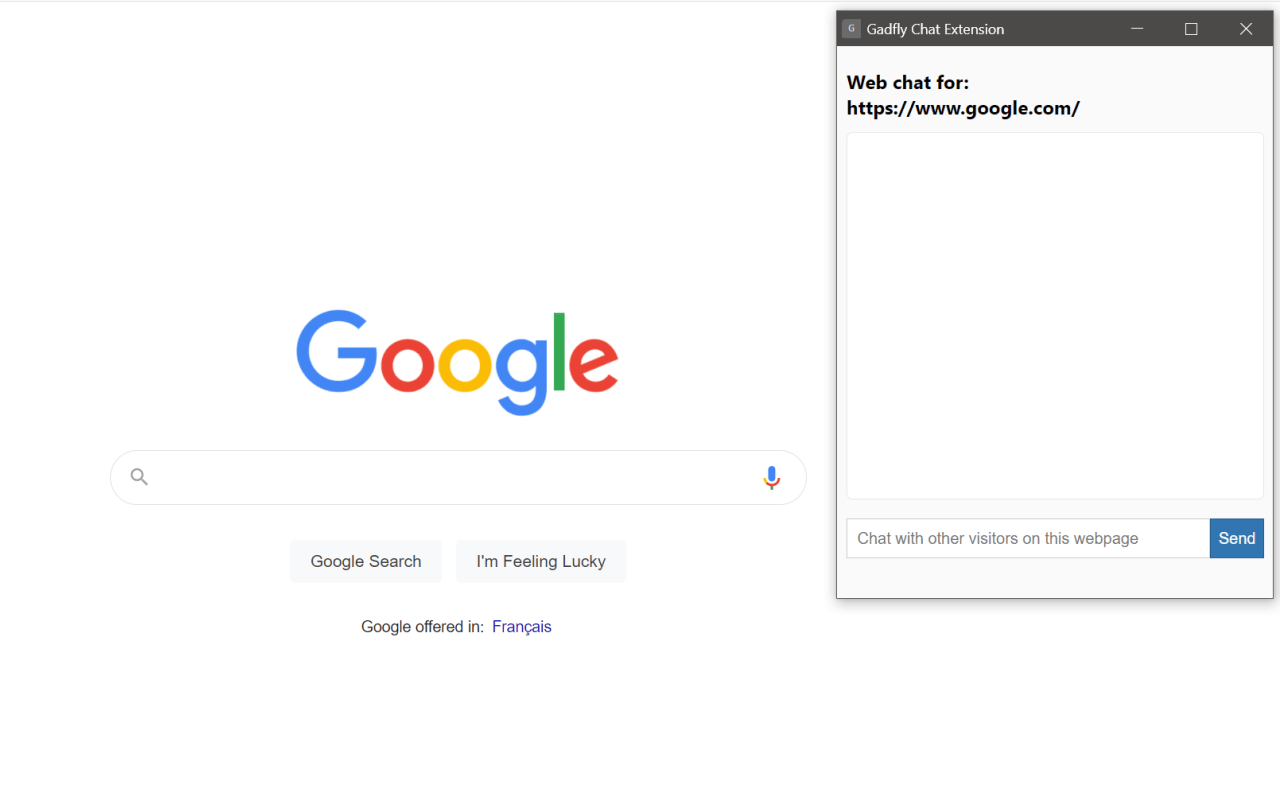 G Gadfly Chat Extension
Web chat for:
https://www.google.com/
Chat with other visitors on this webpage
Send
Google
Google Search
I'm Feeling Lucky
Google offered in: Français